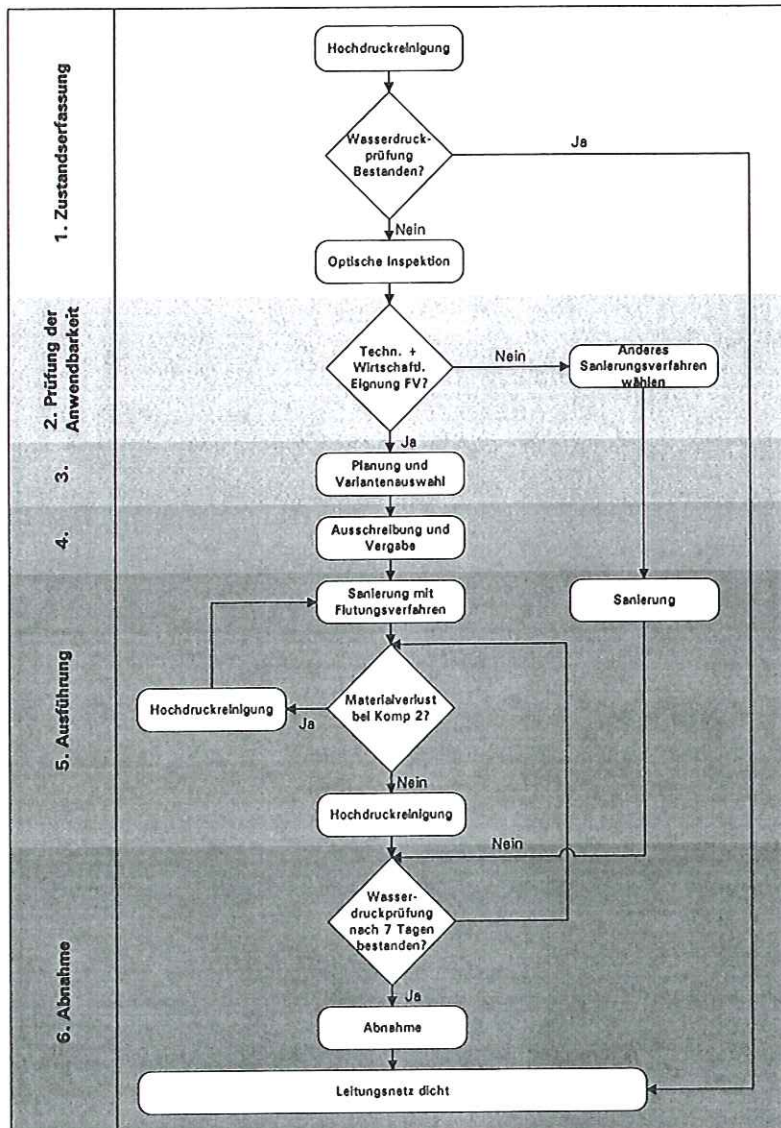 1. Zustandserfassung
Hochdruckreinigung
Wasserdruck-
prüfung
Bestanden?
Ja
Nein
Optische Inspektion
2. Prüfung der
Anwendbarkeit
Techn. +
Wirtschaftl.
Eignung FV?
Nein
Anderes
Sanierungsverfahren
wählen
Ja
3.
Planung und
Variantenauswahl
4.
Ausschreibung und
Vergabe
5. Ausführung
Sanierung mit
Flutungsverfahren
Sanierung
Materialverlust
bei Komp 2?
Ja
Hochdruckreinigung
Nein
Hochdruckreinigung
Nein
6. Abnahme
Wasser-
druckprüfung
nach 7 Tagen
bestanden?
Ja
Abnahme
Leitungsnetz dicht